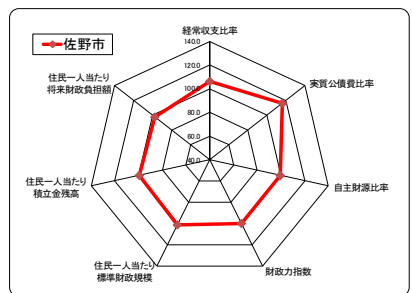 佐野市
経常収支比率
140.0
120.0
100.0
80.0
60.0
40.0
実質公債費比率
自主財源比率
財政力指数
住民一人当たり
標準財政規模
住民一人当たり
積立金残高
住民一人当たり
将来財政負担額